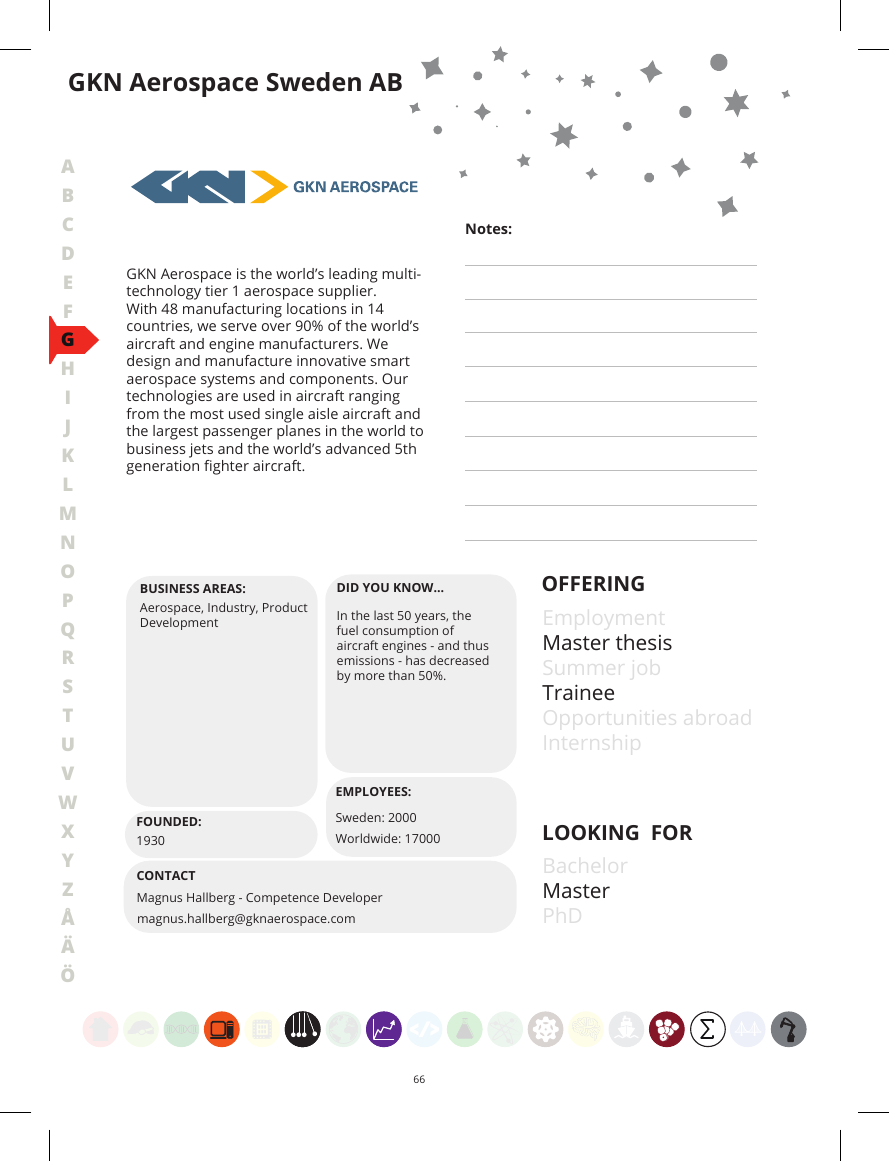 GKN Aerospace Sweden AB
A
B
C
D
E
F
G
H
I
J
K
L
M
N
O
P
Q
R
S
T
U
V
W
X
Y
Z
Å
Ä
Ö
GKN AEROSPACE
GKN Aerospace is the world’s leading multi-
technology tier 1 aerospace supplier.
With 48 manufacturing locations in 14
countries, we serve over 90% of the world’s
aircraft and engine manufacturers. We
design and manufacture innovative smart
aerospace systems and components. Our
technologies are used in aircraft ranging
from the most used single aisle aircraft and
the largest passenger planes in the world to
business jets and the world’s advanced 5th
generation fighter aircraft.
Notes:
BUSINESS AREAS:
Aerospace, Industry, Product
Development
DID YOU KNOW...
In the last 50 years, the
fuel consumption of
aircraft engines - and thus
emissions - has decreased
by more than 50%.
FOUNDED:
1930
EMPLOYEES:
Sweden: 2000
Worldwide: 17000
CONTACT
Magnus Hallberg - Competence Developer
magnus.hallberg@gknaerospace.com
OFFERING
Employment
Master thesis
Summer job
Trainee
Opportunities abroad
Internship
LOOKING FOR
Bachelor
Master
PhD
</>
Σ
66